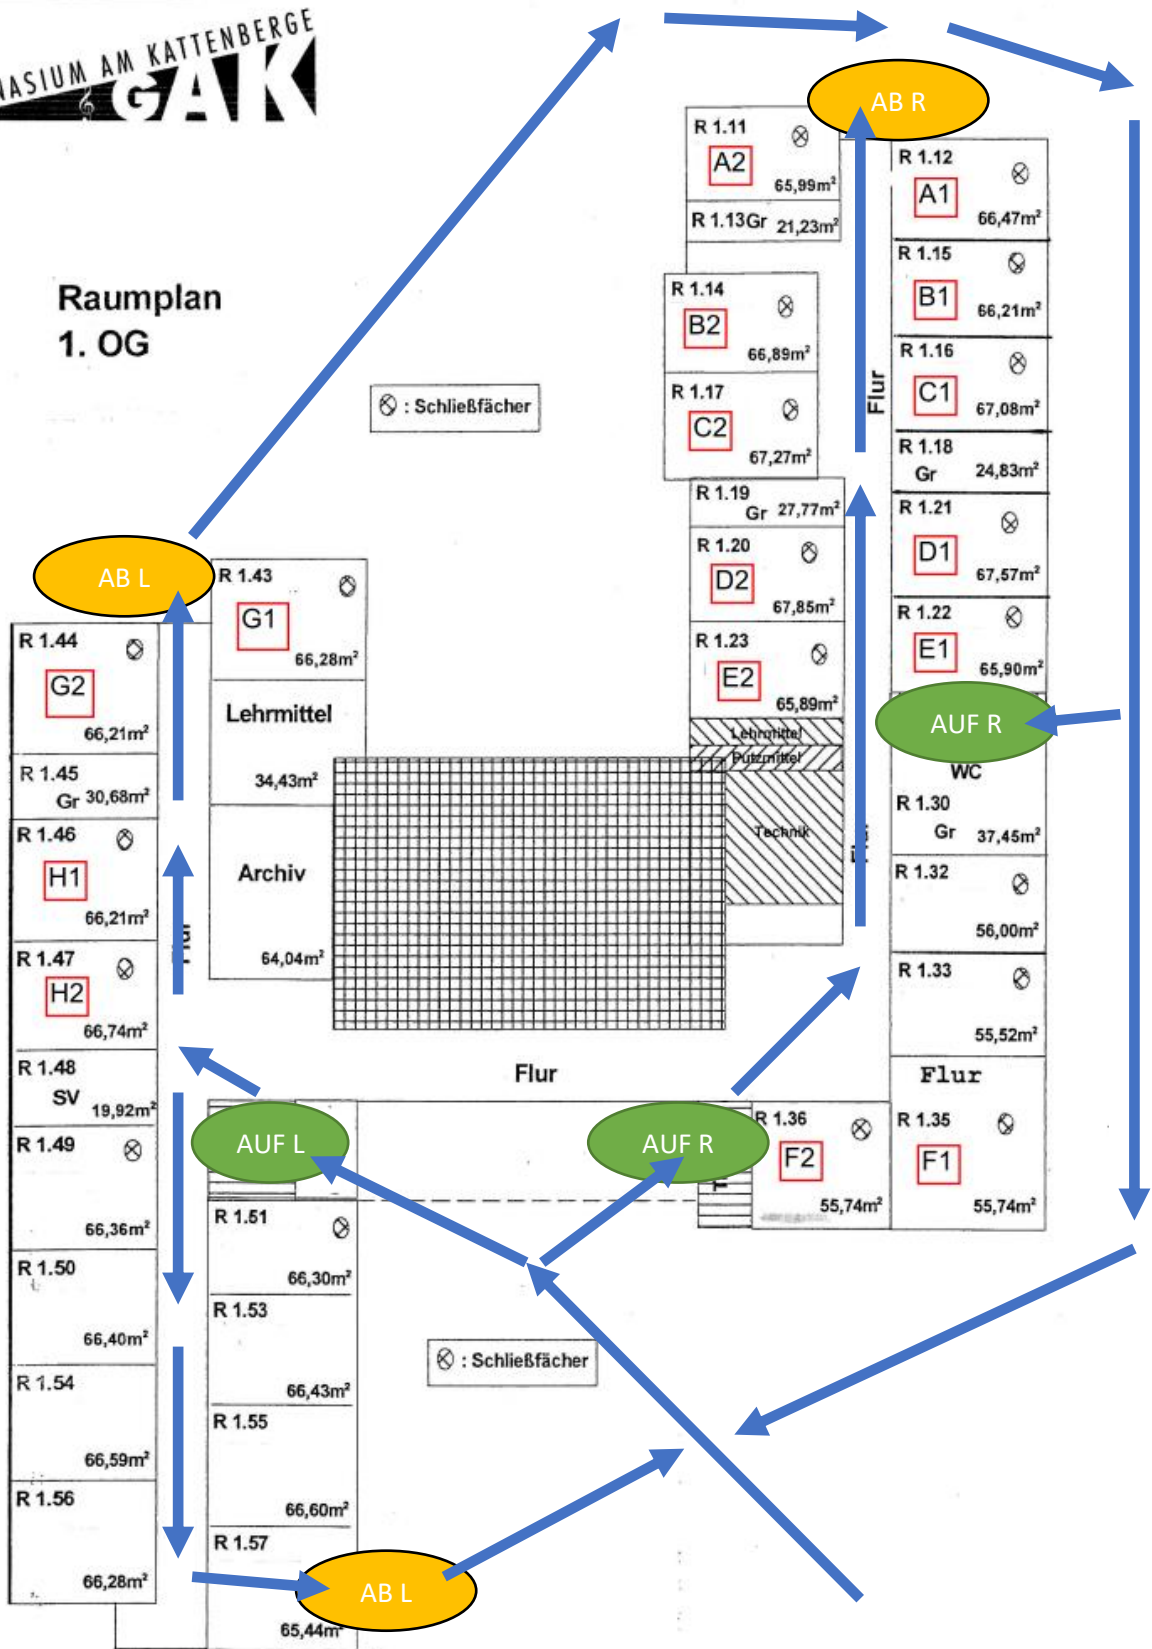 NASIUM AM KATTENBERGE
GAK
Raumplan
1. OG
: Schließfächer
AB R
R 1.11
A2
65,99m²
R 1.13Gr 21,23m²
R 1.12
A1
66,47m²
R 1.14
B2
66,89m²
R 1.15
B1
66,21m²
R 1.17
C2
67,27m²
Flur
R 1.16
C1
67,08m²
R 1.18
Gr 24,83m²
R 1.19
Gr 27,77m²
R 1.20
D2
67,85m²
R 1.21
D1
67,57m²
R 1.23
E2
65,89m²
R 1.22
E1
65,90m²
Lehrmittel
Putzmittel
Technik
AUF R
WC
Flur
R 1.30
Gr 37,45m²
R 1.32
56,00m²
R 1.33
55,52m²
Flur
R 1.35
F1
55,74m²
R 1.36
F2
55,74m²
AUF R
T
Flur
AB L
R 1.43
G1
66,28m²
Lehrmittel
34,43m²
Archiv
64,04m²
R 1.44
G2
66,21m²
R 1.45
Gr 30,68m²
R 1.46
H1
66,21m²
Flur
R 1.47
H2
66,74m²
R 1.48
SV
19,92m²
AUF L
R 1.49
66,36m²
R 1.50
66,40m²
R 1.54
66,59m²
R 1.56
66,28m²
R 1.51
66,30m²
R 1.53
66,43m²
R 1.55
66,60m²
R 1.57
AB L
65,44m²
: Schließfächer